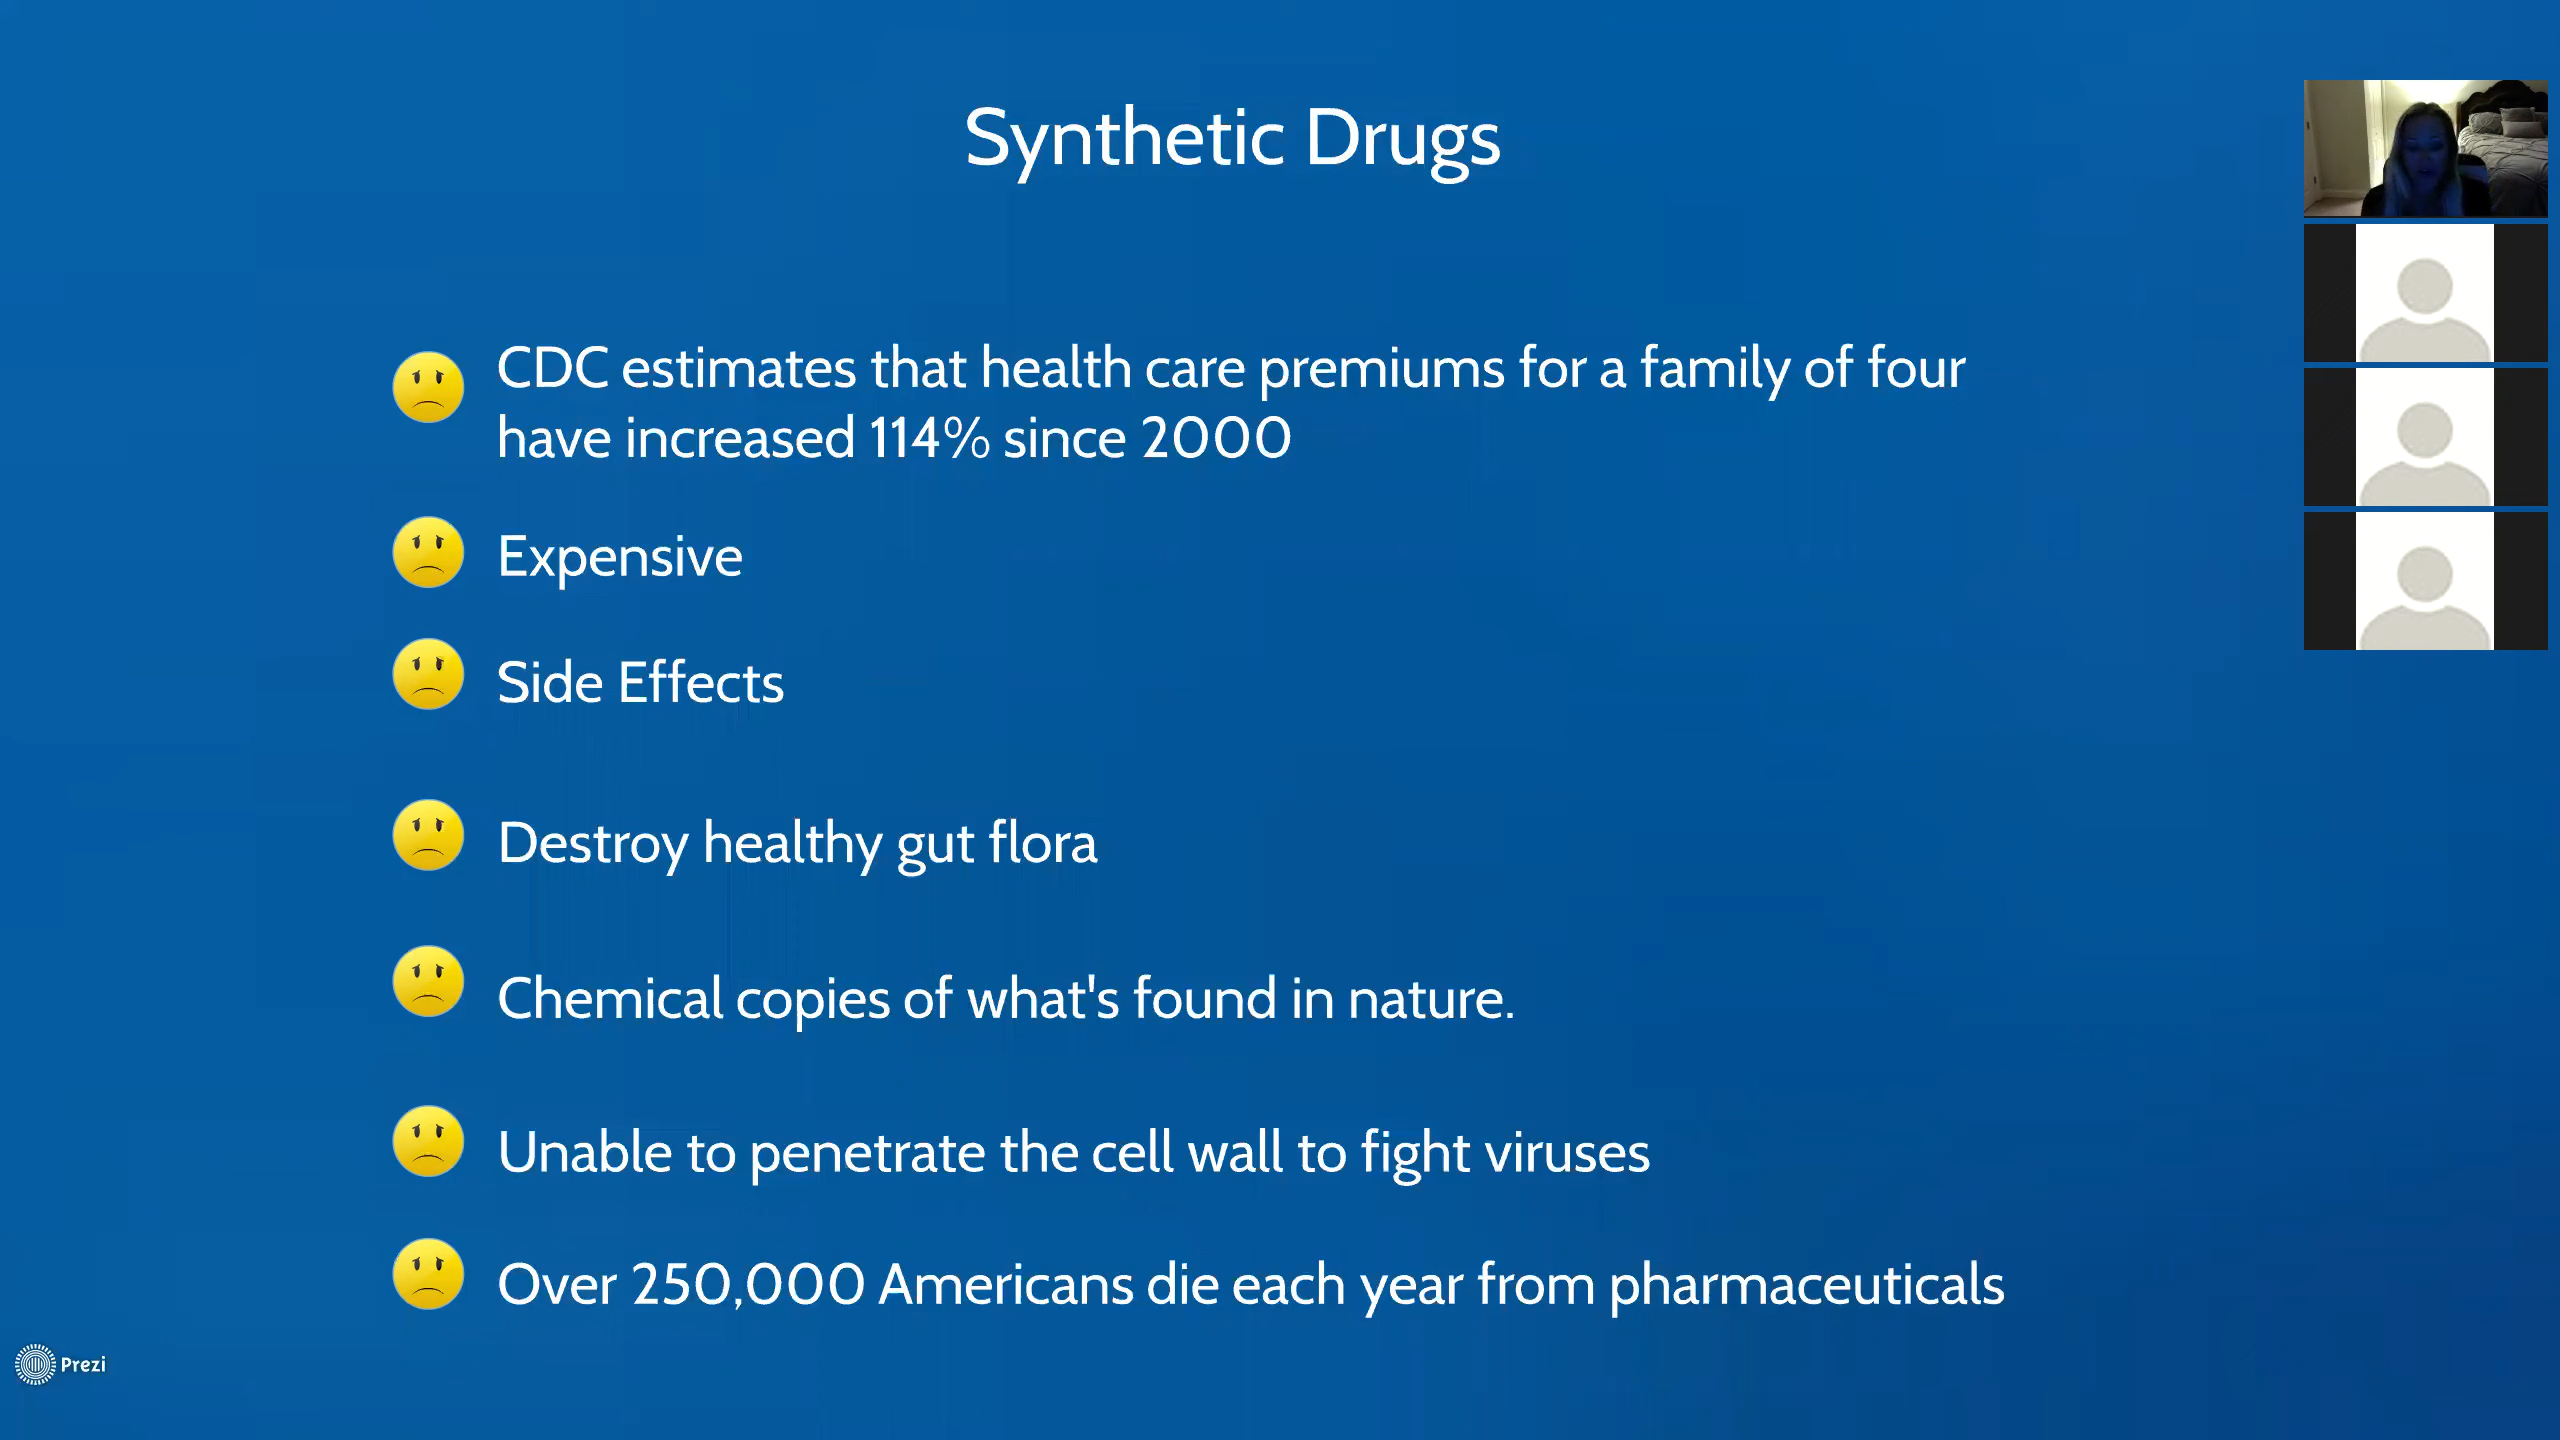 Synthetic Drugs
CDC estimates that health care premiums for a family of four
have increased 114% since 2000
Expensive
Side Effects
Destroy healthy gut flora
Chemical copies of what's found in nature.
Unable to penetrate the cell wall to fight viruses
Over 250,000 Americans die each year from pharmaceuticals
Prezi